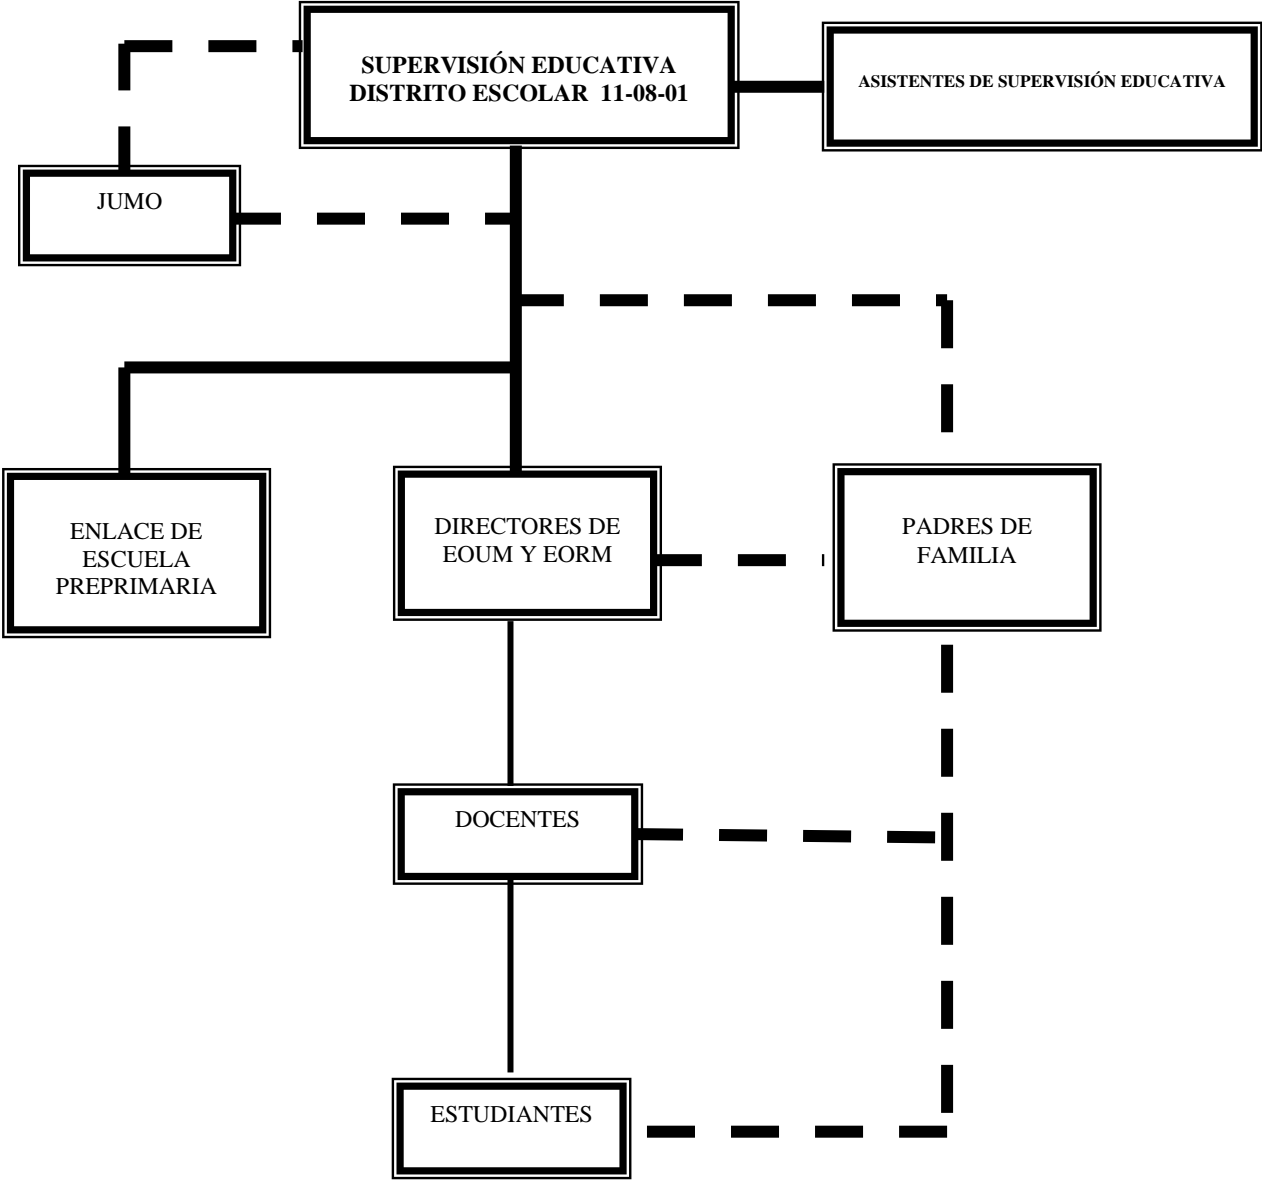 SUPERVISIÓN EDUCATIVA
DISTRITO ESCOLAR 11-08-01
ASISTENTES DE SUPERVISIÓN EDUCATIVA
JUMO
ENLACE DE
ESCUELA
PREPRIMARIA
DIRECTORES DE
EOUM Y EORM
PADRES DE
FAMILIA
DOCENTES
ESTUDIANTES